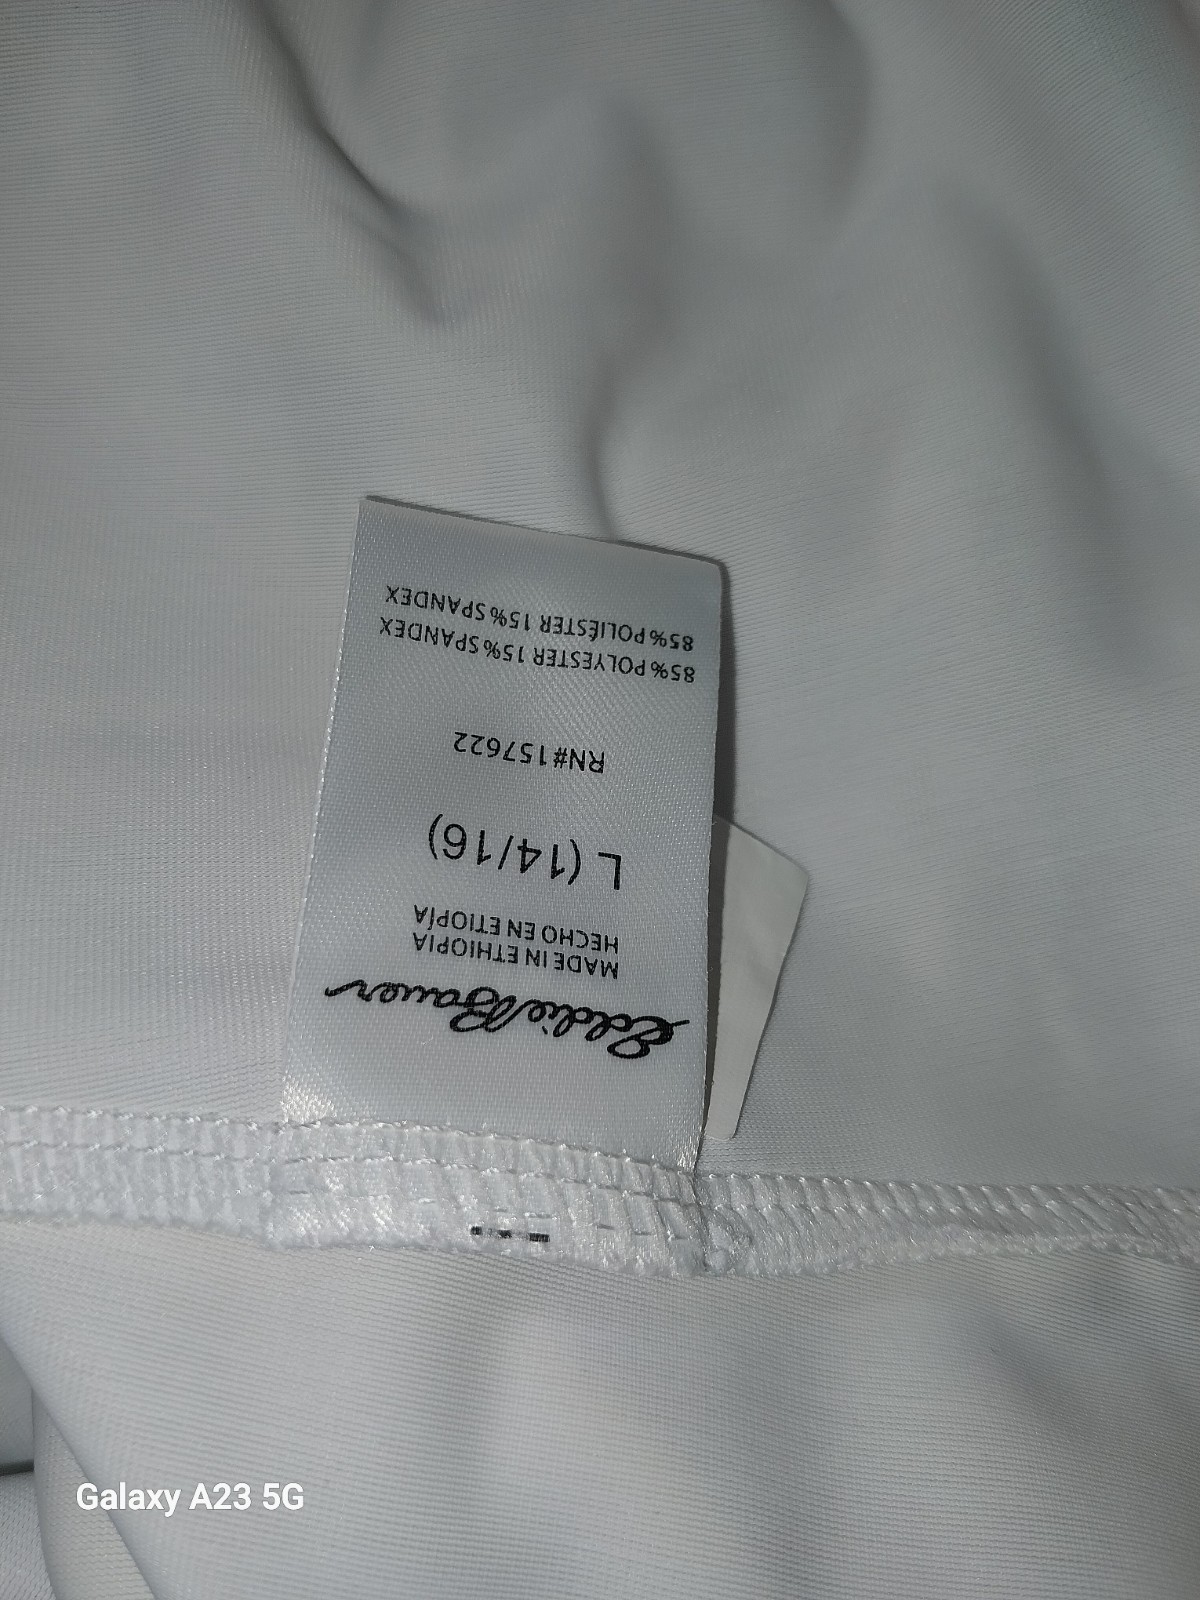 Eddie Bauer
MADE IN ETHIOPIA
HECHO EN ETIOPÍA
L (14/16)
RN#157622
85%POLYESTER 15%SPANDEX
85%POLIÉSTER 15%SPANDEX
Galaxy A23 5G